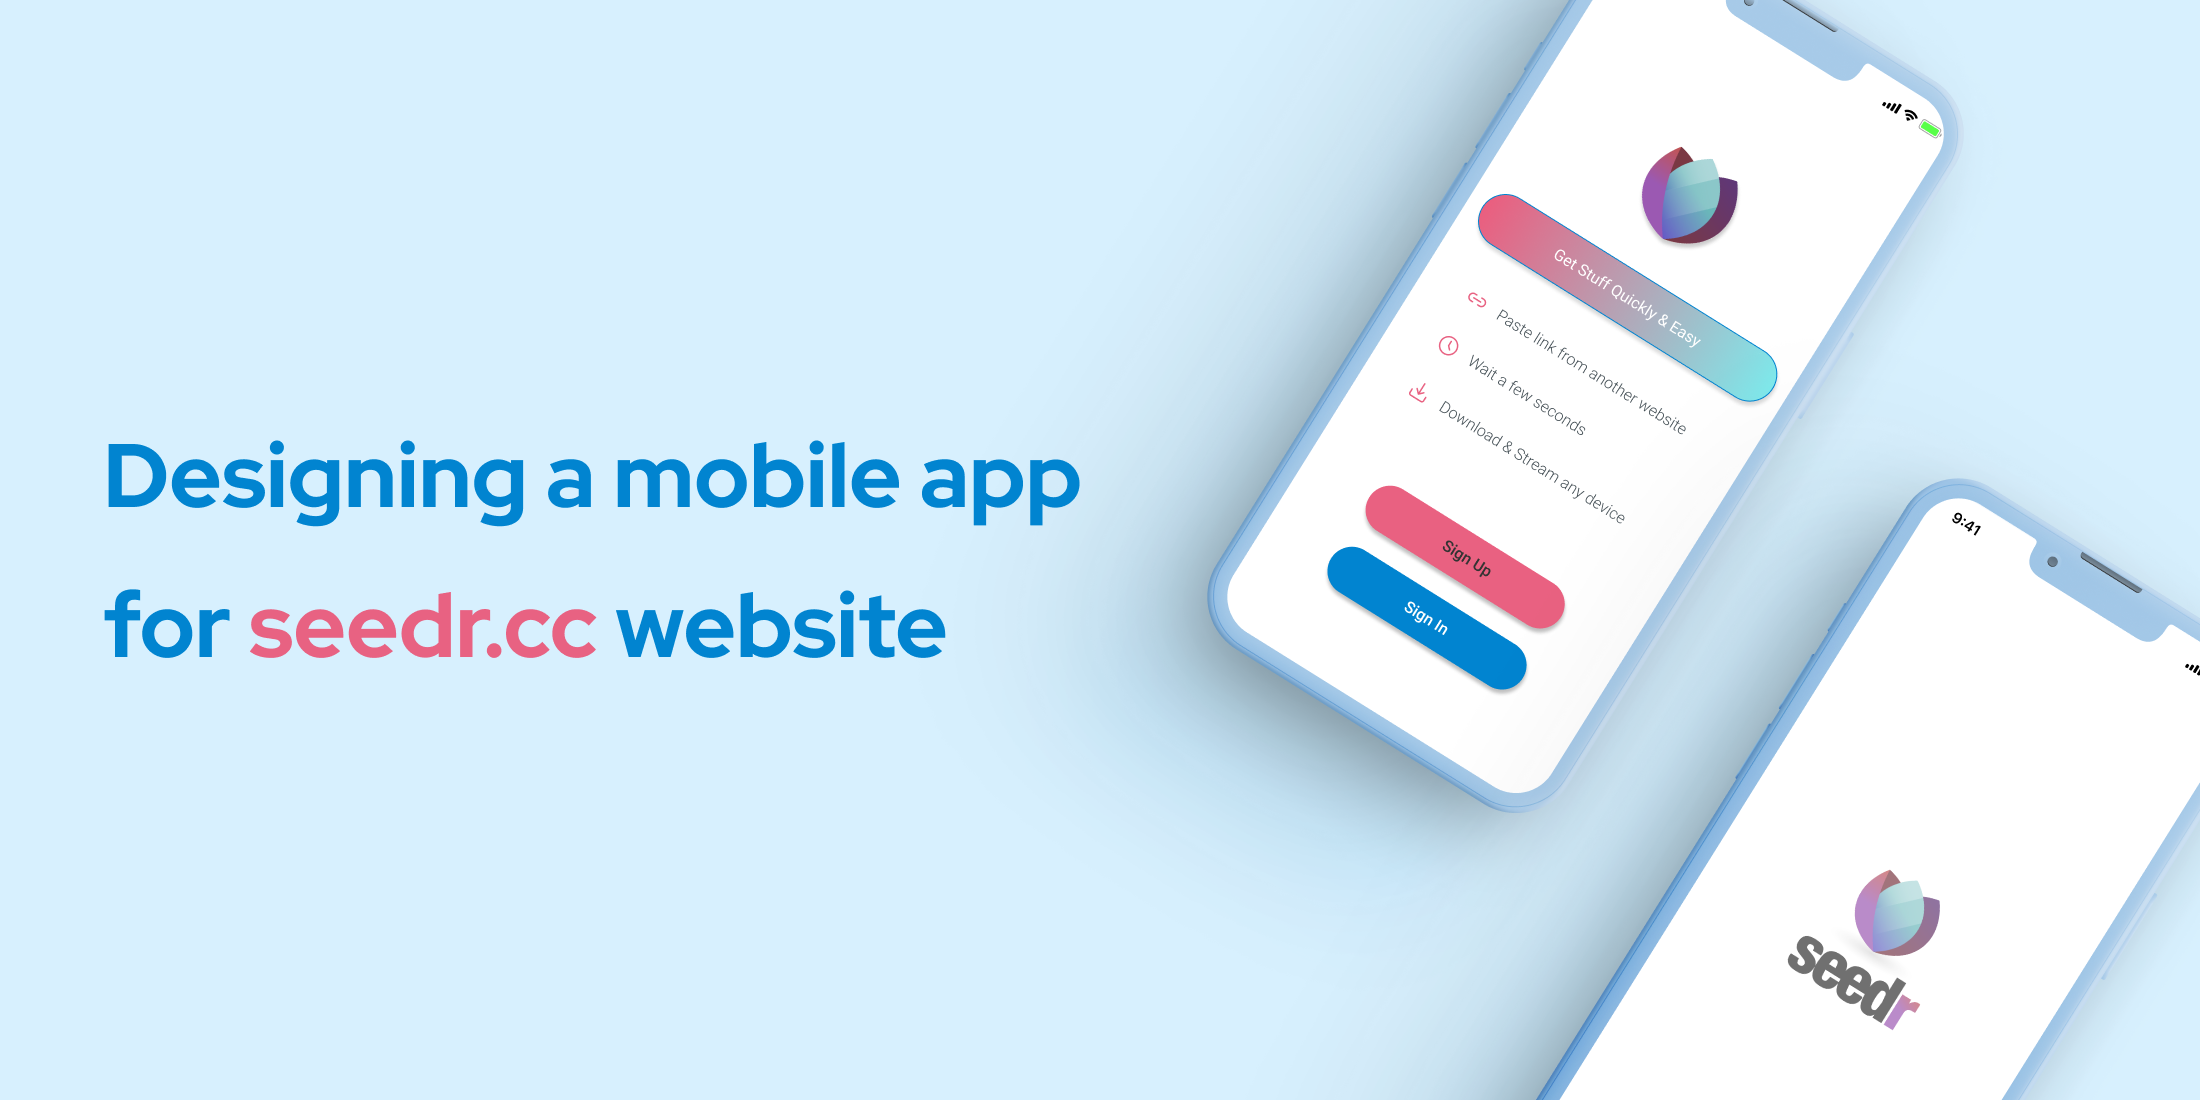 Designing a mobile app
for seedr.cc website
Get Stuff Quickly & Easy
Paste link from another website
Wait a few seconds
Download & Stream any device
Sign Up
Sign In
9:41
seedr